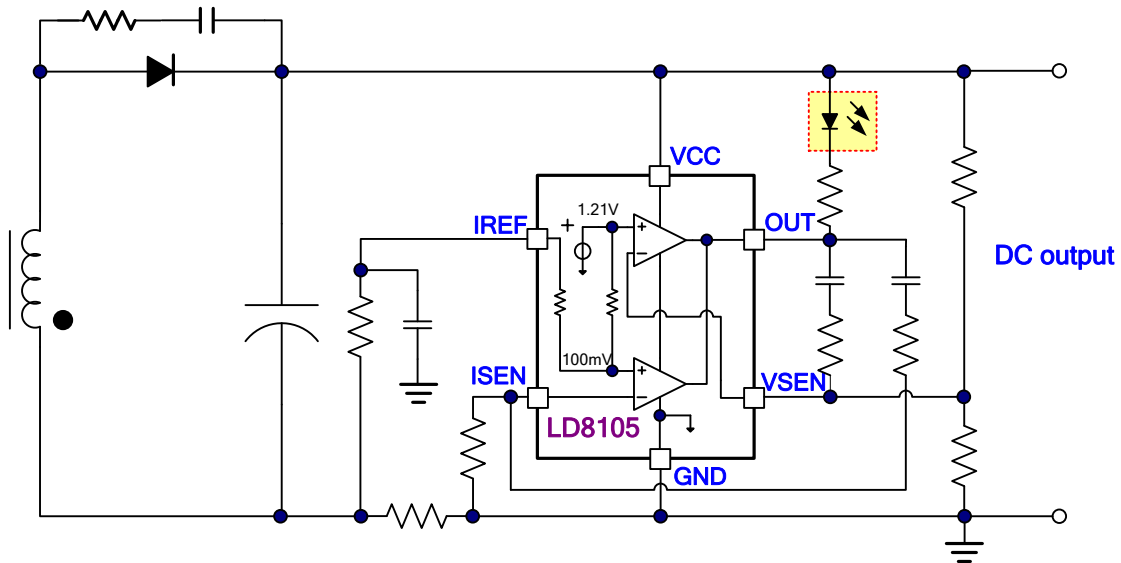 VCC
1.21V
+
IREF
+
−
OUT
DC output
100mV
ISEN
+
−
VSEN
LD8105
GND